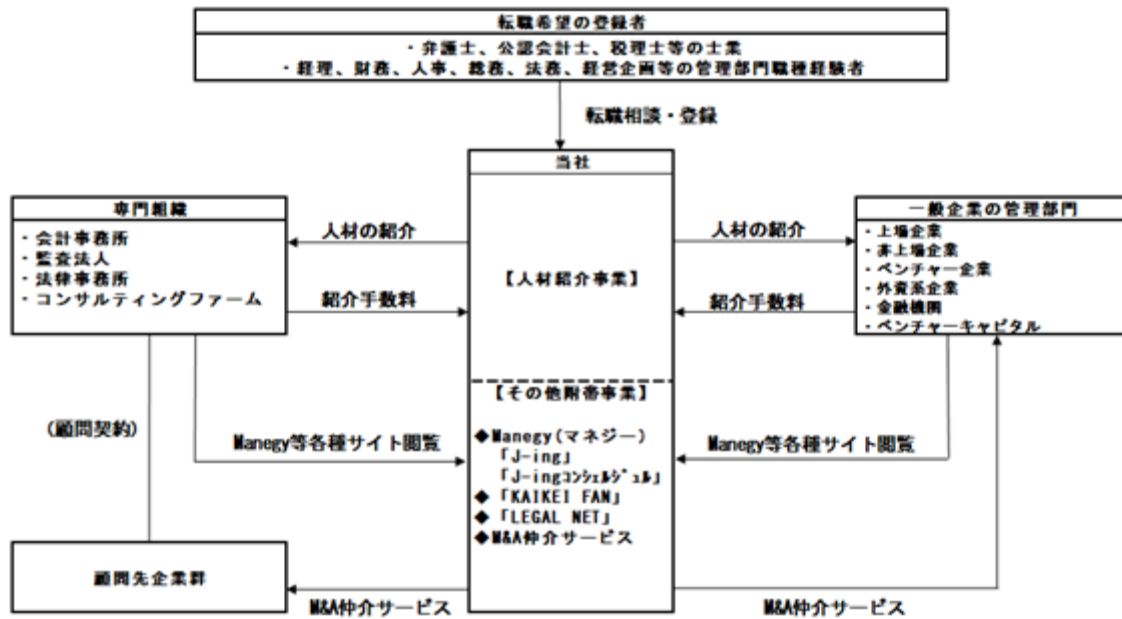 転職希望の登録者
・弁護士、公認会計士、税理士等の士業
・経理、財務、人事、総務、法務、経営企画等の管理部門職種経験者
転職相談・登録
当社
専門組織
・会計事務所
・監査法人
・法律事務所
・コンサルティングファーム
人材の紹介
紹介手数料
【人材紹介事業】
人材の紹介
紹介手数料
一般企業の管理部門
・上場企業
・非上場企業
・ベンチャー企業
・外資系企業
・金融機関
・ベンチャーキャピタル
【その他附帯事業】
◆Manegy(マネジー)
「J-ing」
「J-ingコンシェルジュル」
◆「KAIKEI FAN」
◆「LEGAL NET」
◆M&A仲介サービス
(顧問契約)
Manegy等各種サイト閲覧
Manegy等各種サイト閲覧
顧問先企業群
M&A仲介サービス
M&A仲介サービス